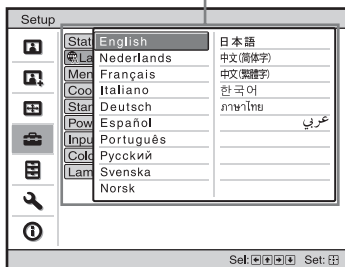 Setup
Stat
La
Men
Coo
Star
Pow
Inpu
Colo
Lam
English
Nederlands
Français
Italiano
Deutsch
Español
Português
Русский
Svenska
Norsk
日本語
中文(简体字)
中文(繁體字)
한국어
ภาษาไทย
عربي
Sel: Set: